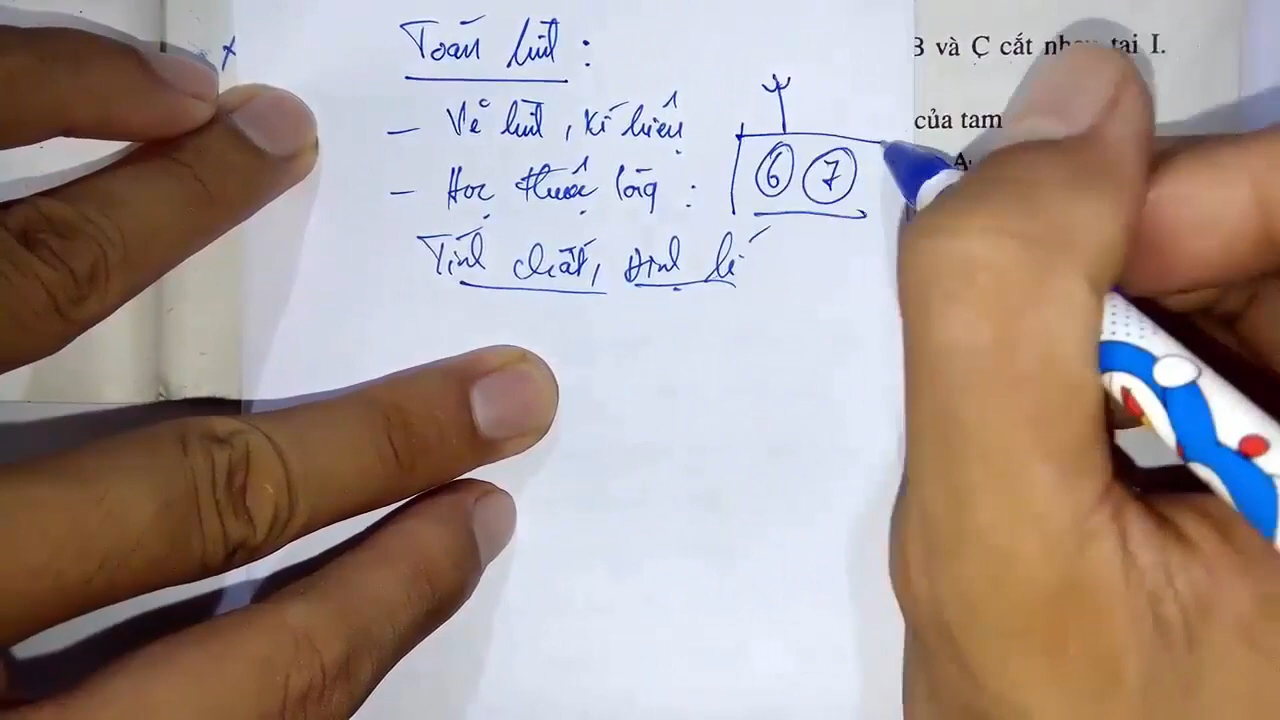 Toán hình :
B và C cắt nhau tại I.
- Vẽ hình, kí hiệu
của tam
- Học thuộc lòng : 6 7
Tính chất, định lí